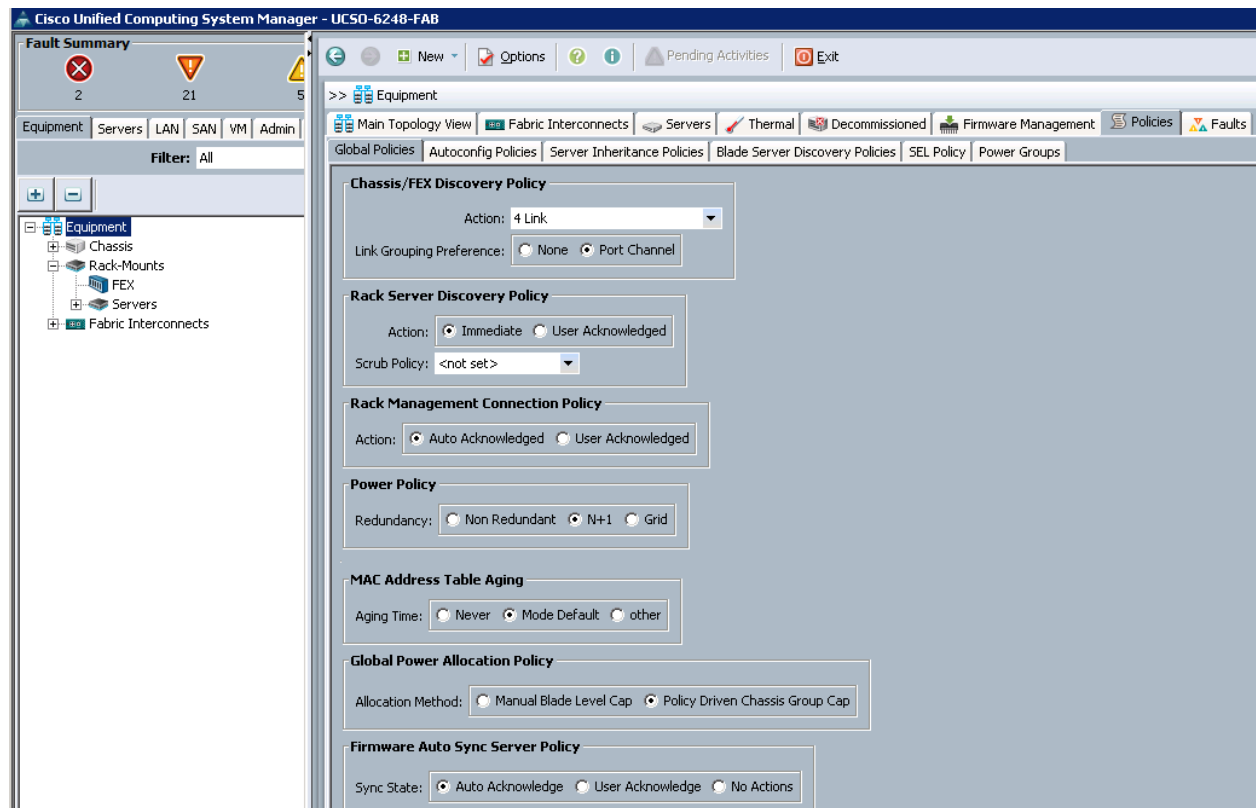 Cisco Unified Computing System Manager - UCSO-6248-FAB
Fault Summary
2 21 5
New Options Pending Activities Exit
>> Equipment
Equipment Servers LAN SAN VM Admin
Filter: All
Equipment
Chassis
Rack-Mounts
FEX
Servers
Fabric Interconnects
Main Topology View Fabric Interconnects Servers Thermal Decommissioned Firmware Management Policies Faults
Global Policies Autoconfig Policies Server Inheritance Policies Blade Server Discovery Policies SEL Policy Power Groups
Chassis/FEX Discovery Policy
Action: 4 Link
Link Grouping Preference: None Port Channel
Rack Server Discovery Policy
Action: Immediate User Acknowledged
Scrub Policy: <not set>
Rack Management Connection Policy
Action: Auto Acknowledged User Acknowledged
Power Policy
Redundancy: Non Redundant N+1 Grid
MAC Address Table Aging
Aging Time: Never Mode Default other
Global Power Allocation Policy
Allocation Method: Manual Blade Level Cap Policy Driven Chassis Group Cap
Firmware Auto Sync Server Policy
Sync State: Auto Acknowledge User Acknowledge No Actions